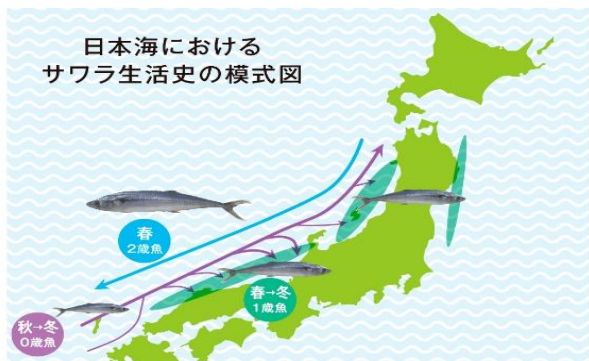 日本海における
サワラ生活史の模式図
春
2歳魚
春→冬
1歳魚
秋→冬
0歳魚